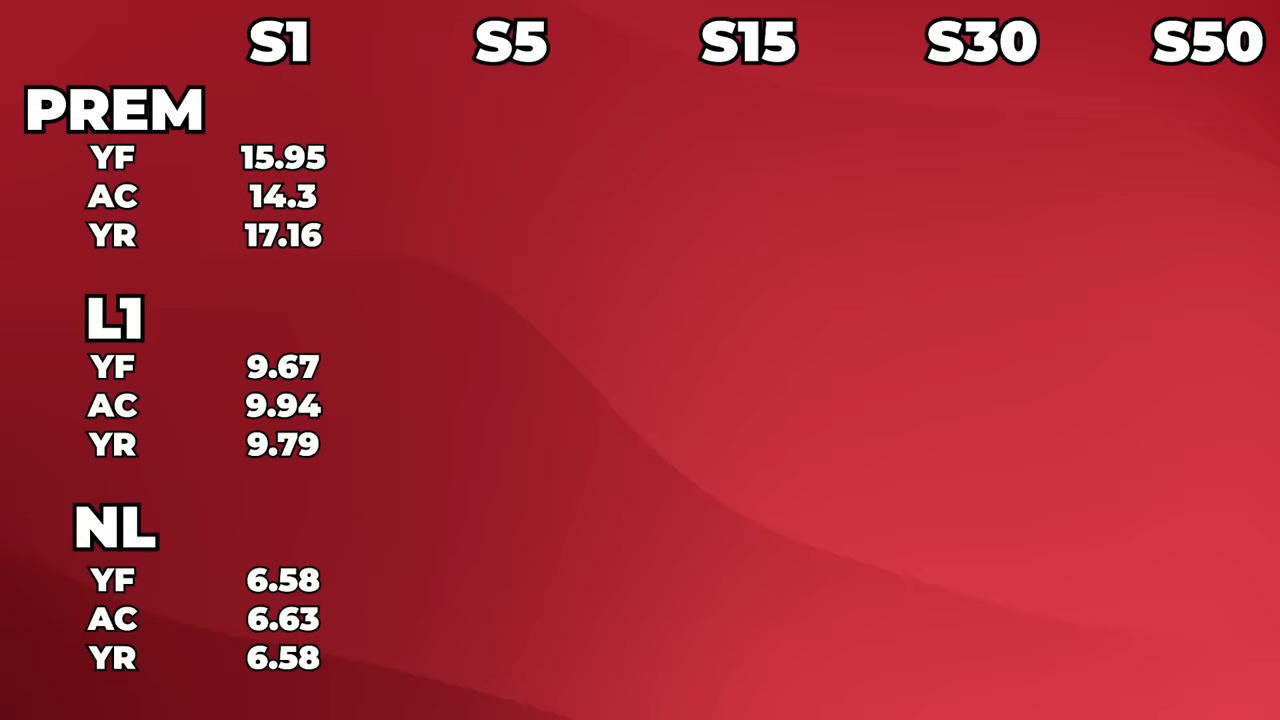 S1 S5 S15 S30 S50
PREM
YF 15.95
AC 14.3
YR 17.16
L1
YF 9.67
AC 9.94
YR 9.79
NL
YF 6.58
AC 6.63
YR 6.58